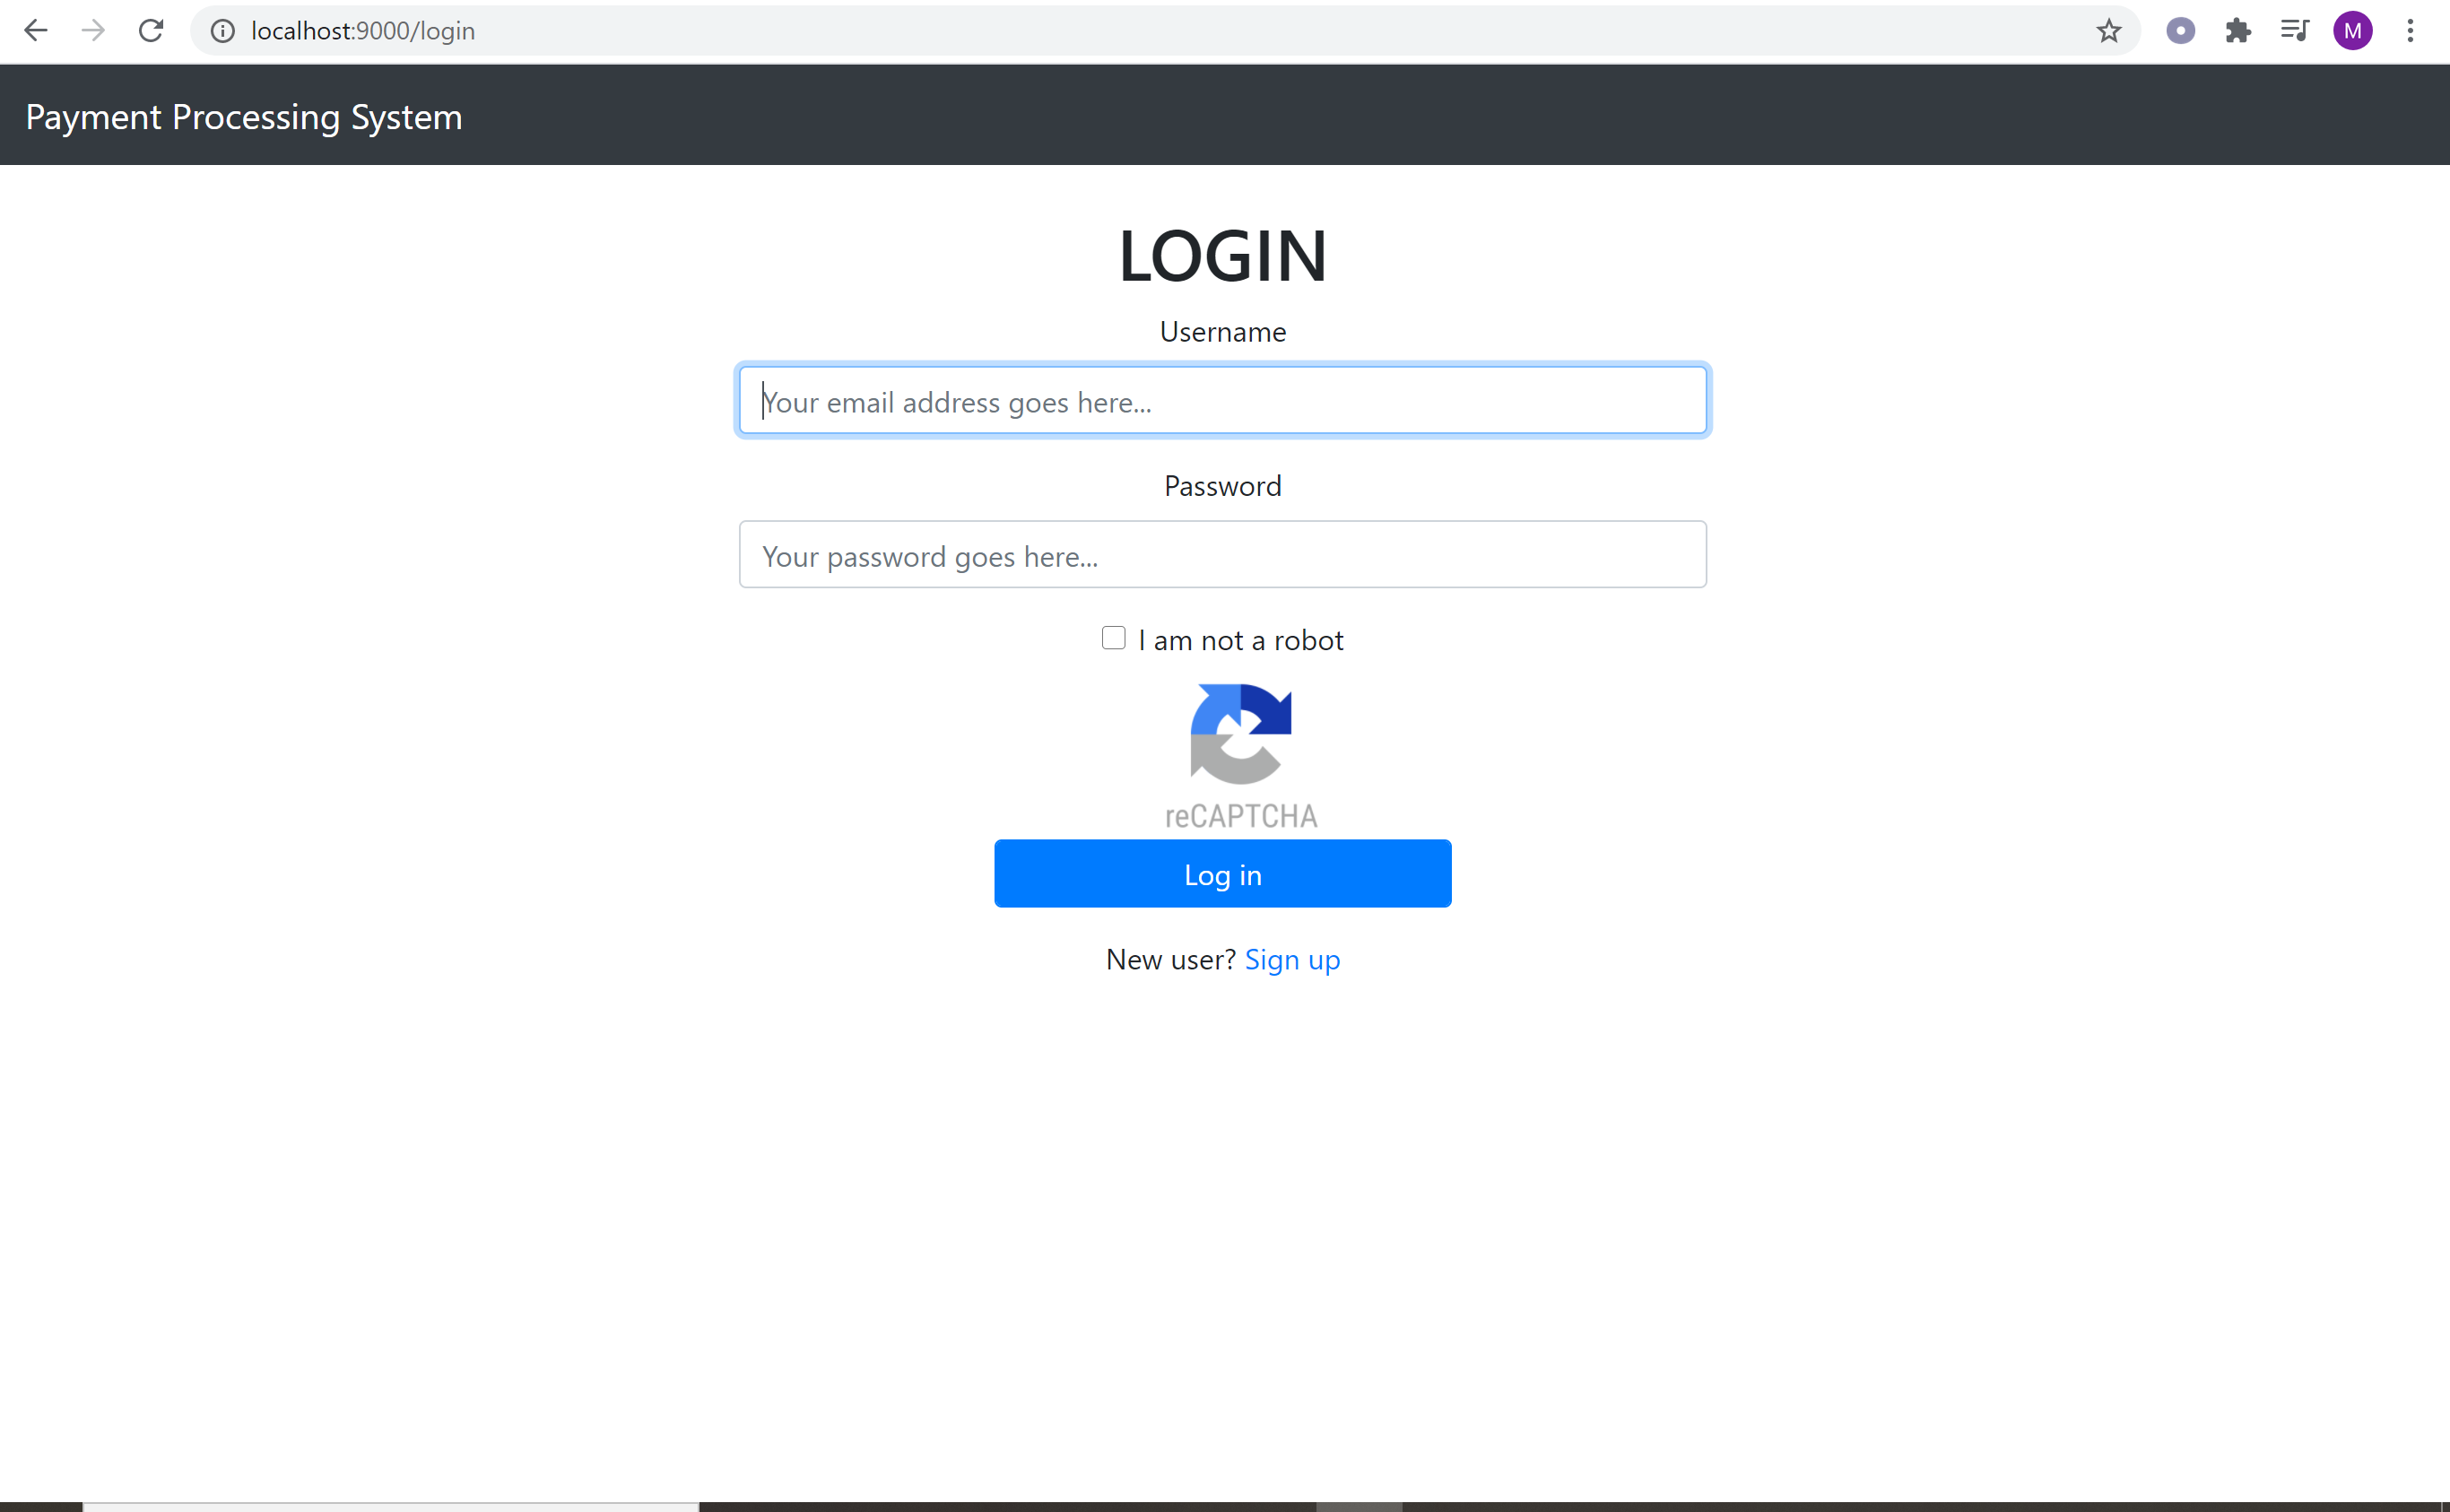 localhost:9000/login
M
Payment Processing System
LOGIN
Username
Your email address goes here...
Password
Your password goes here...
I am not a robot
reCAPTCHA
Log in
New user? Sign up